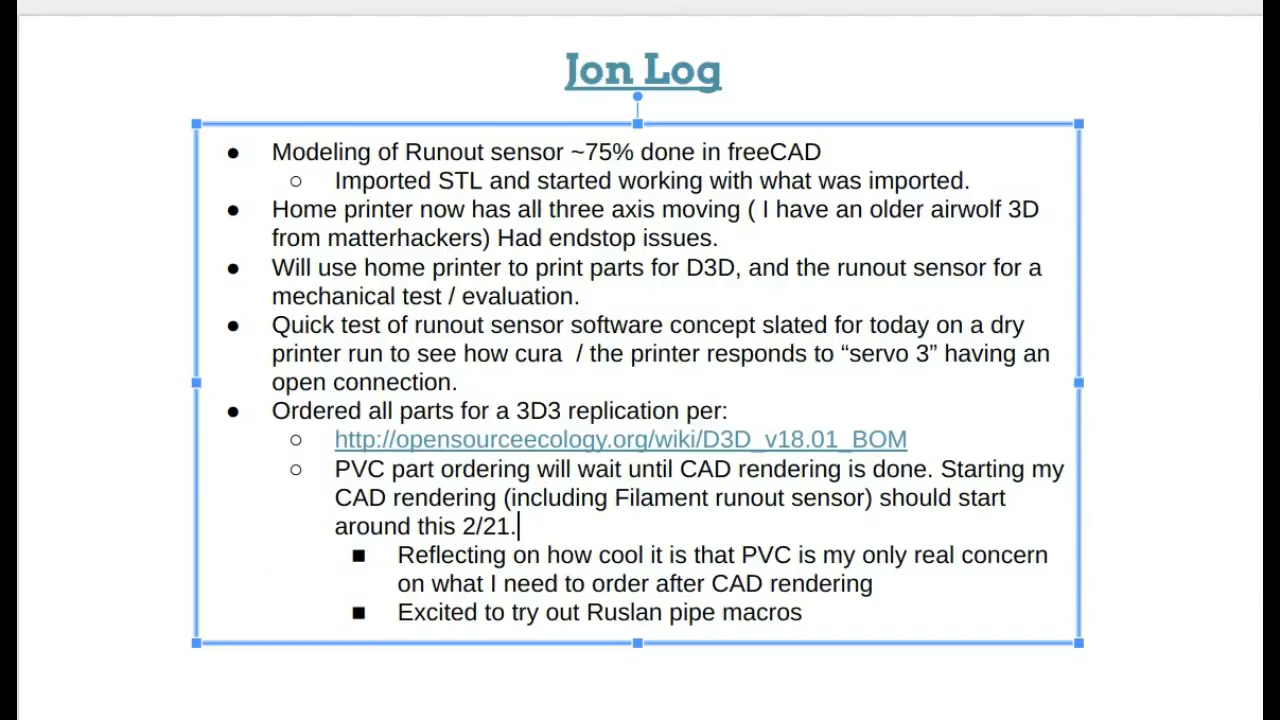 Jon Log
● Modeling of Runout sensor ~75% done in freeCAD
○ Imported STL and started working with what was imported.
● Home printer now has all three axis moving ( I have an older airwolf 3D
from matterhackers) Had endstop issues.
● Will use home printer to print parts for D3D, and the runout sensor for a
mechanical test / evaluation.
● Quick test of runout sensor software concept slated for today on a dry
printer run to see how cura  / the printer responds to “servo 3” having an
open connection.
● Ordered all parts for a 3D3 replication per:
○ http://opensourceecology.org/wiki/D3D_v18.01_BOM
○ PVC part ordering will wait until CAD rendering is done. Starting my
CAD rendering (including Filament runout sensor) should start
around this 2/21.
■ Reflecting on how cool it is that PVC is my only real concern
on what I need to order after CAD rendering
■ Excited to try out Ruslan pipe macros